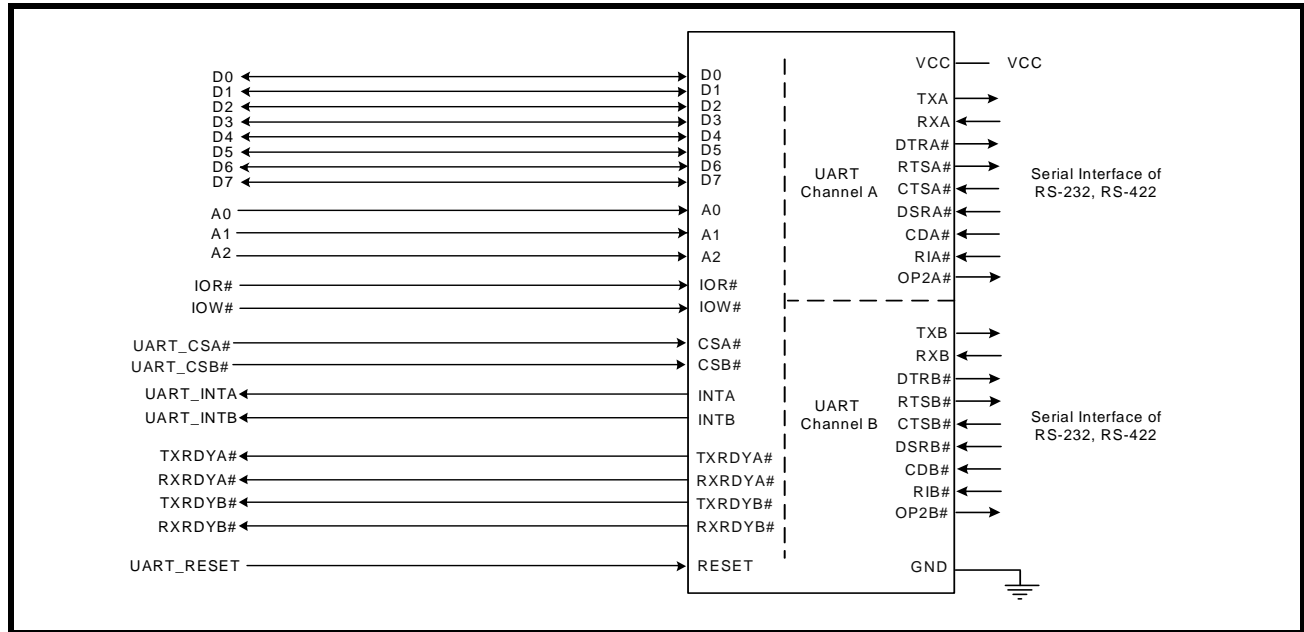 D0
D1
D2
D3
D4
D5
D6
D7
A0
A1
A2
IOR#
IOW#
UART_CSA#
UART_CSB#
UART_INTA
UART_INTB
TXRDYA#
RXRDYA#
TXRDYB#
RXRDYB#
UART_RESET
D0
D1
D2
D3
D4
D5
D6
D7
A0
A1
A2
IOR#
IOW#
CSA#
CSB#
INTA
INTB
TXRDYA#
RXRDYA#
TXRDYB#
RXRDYB#
RESET
UART
Channel A
UART
Channel B
VCC
TXA
RXA
DTRA#
RTSA#
CTSA#
DSRA#
CDA#
RIA#
OP2A#
TXB
RXB
DTRB#
RTSB#
CTSB#
DSRB#
CDB#
RIB#
OP2B#
GND
VCC
Serial Interface of
RS-232, RS-422
Serial Interface of
RS-232, RS-422